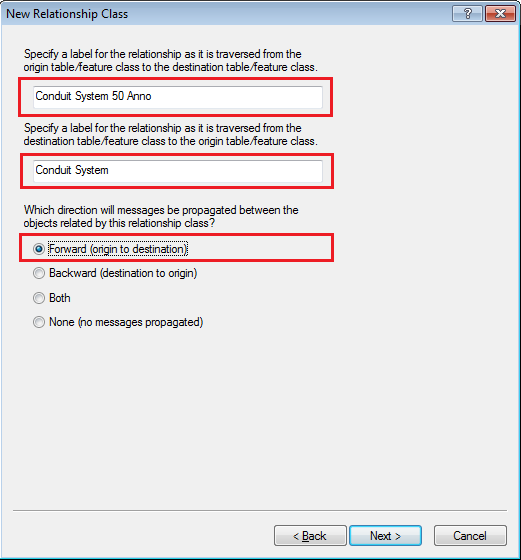 New Relationship Class
?
Specify a label for the relationship as it is traversed from the
origin table/feature class to the destination table/feature class.
Conduit System 50 Anno
Specify a label for the relationship as it is traversed from the
destination table/feature class to the origin table/feature class.
Conduit System
Which direction will messages be propagated between the
objects related by this relationship class?
Forward (origin to destination)
Backward (destination to origin)
Both
None (no messages propagated)
< Back Next > Cancel